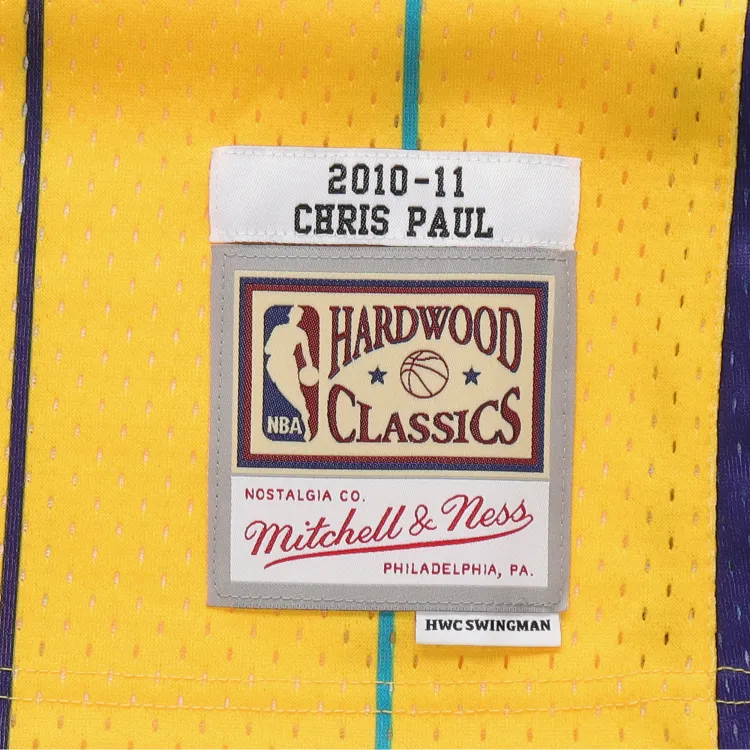 2010-11
CHRIS PAUL
HARDWOOD
CLASSICS
NBA
NOSTALGIA CO.
Mitchell & Ness
PHILADELPHIA, PA.
HWC SWINGMAN